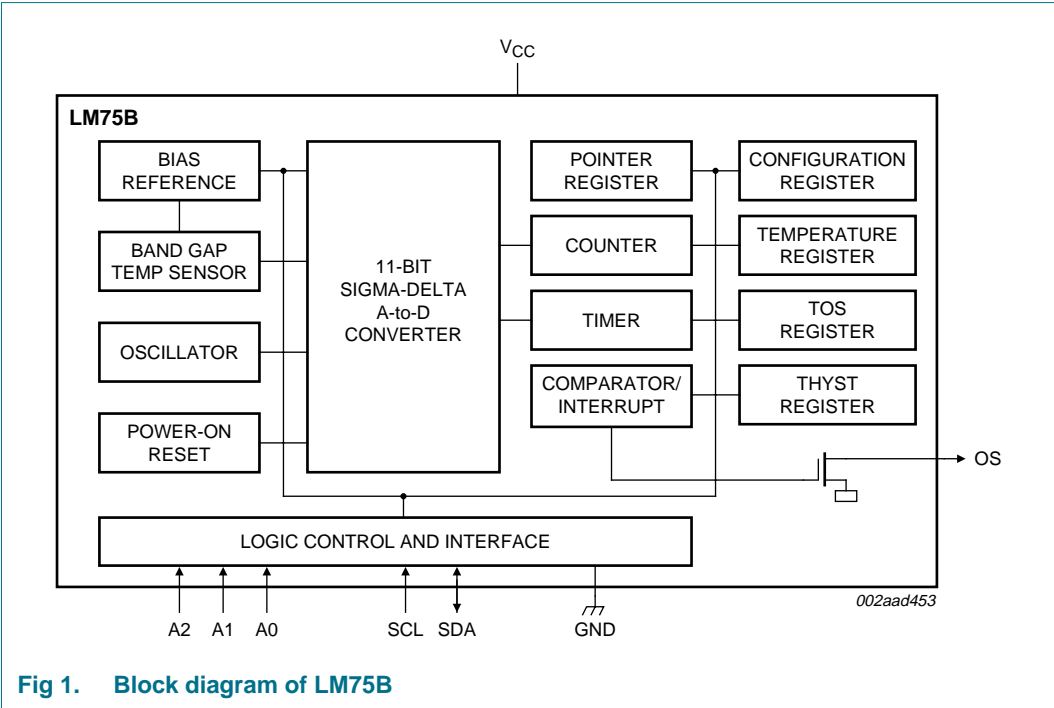 VCC
LM75B
BIAS
REFERENCE
BAND GAP
TEMP SENSOR
OSCILLATOR
POWER-ON
RESET
11-BIT
SIGMA-DELTA
A-to-D
CONVERTER
POINTER
REGISTER
COUNTER
TIMER
COMPARATOR/
INTERRUPT
CONFIGURATION
REGISTER
TEMPERATURE
REGISTER
TOS
REGISTER
THYST
REGISTER
OS
LOGIC CONTROL AND INTERFACE
002aad453
A2 A1 A0 SCL SDA GND
Fig 1. Block diagram of LM75B